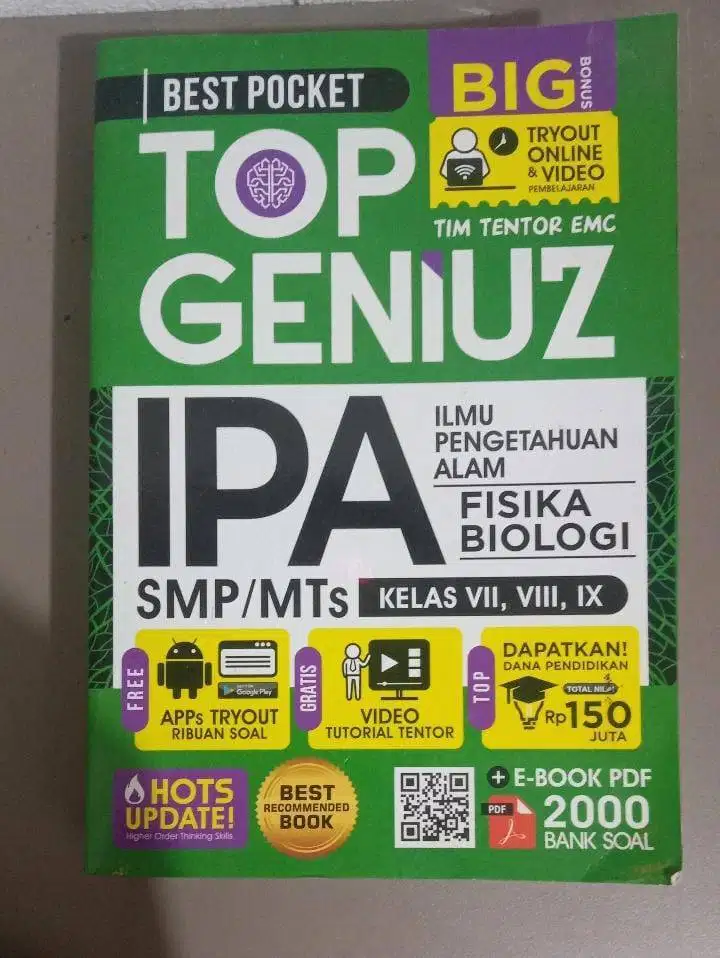 BEST POCKET
BIG
BONUS
TRYOUT
ONLINE
& VIDEO
PEMBELAJARAN
TOP
TIM TENTOR EMC
GENIUZ
IPA
ILMU
PENGETAHUAN
ALAM
FISIKA
BIOLOGI
SMP/MTs
KELAS VII, VIII, IX
FREE
Google Play
APPs TRYOUT
RIBUAN SOAL
GRATIS
VIDEO
TUTORIAL TENTOR
TOP
DAPATKAN!
DANA PENDIDIKAN
TOTAL NILAI
Rp150
JUTA
HOTS
UPDATE!
Higher Order Thinking Skills
BEST
RECOMMENDED
BOOK
+ E-BOOK PDF
PDF
2000
BANK SOAL